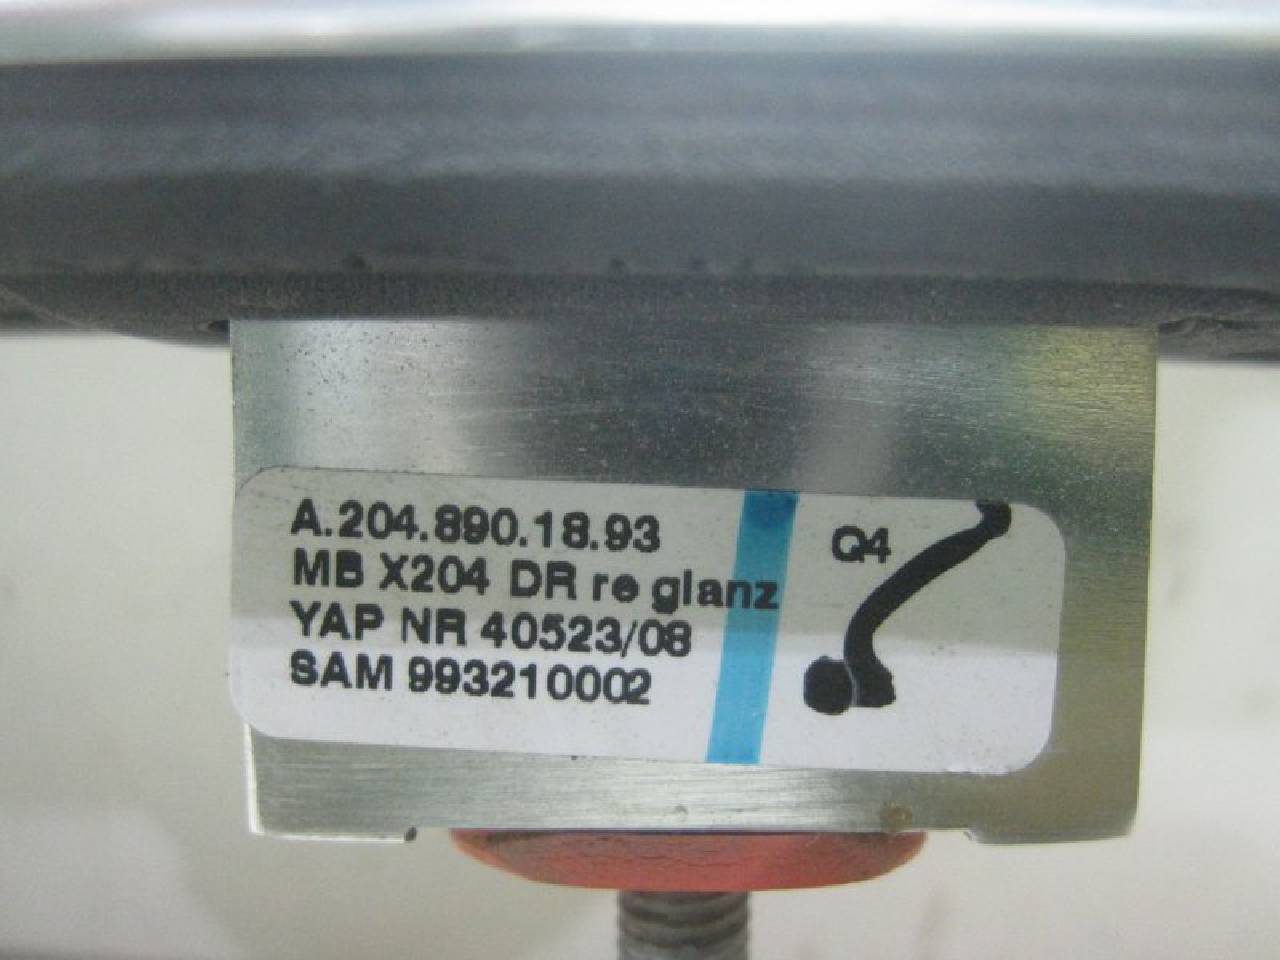 A.204.890.18.93
MB X204 DR re glanz
YAP NR 40523/08
SAM 993210002
Q4